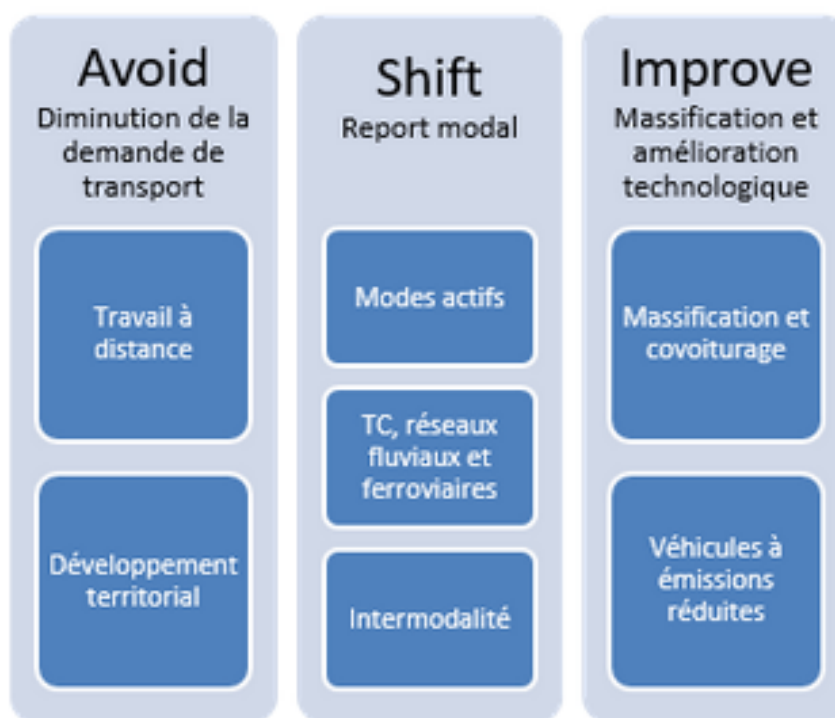 Avoid
Diminution de la
demande de
transport
Travail à
distance
Développement
territorial
Shift
Report modal
Modes actifs
TC, réseaux
fluviaux et
ferroviaires
Intermodalité
Improve
Massification et
amélioration
technologique
Massification et
covoiturage
Véhicules à
émissions
réduites